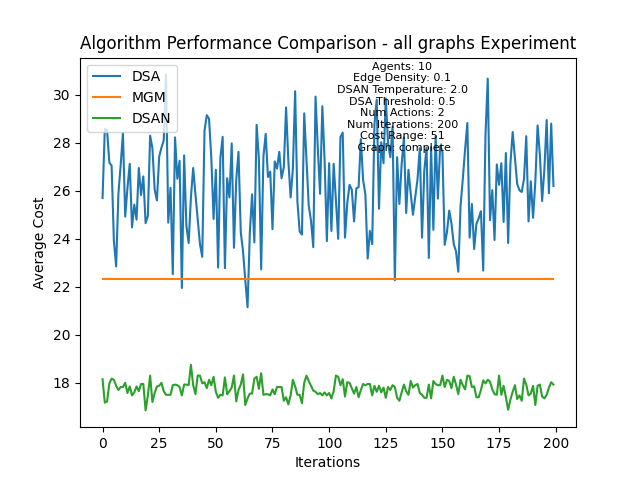 Algorithm Performance Comparison - all graphs Experiment
DSA
MGM
DSAN
Agents: 10
Edge Density: 0.1
DSAN Temperature: 2.0
DSA Threshold: 0.5
Num Actions: 2
Num Iterations: 200
Cost Range: 51
Graph: complete
Average Cost
30
28
26
24
22
20
18
0
25
50
75
100
125
150
175
200
Iterations